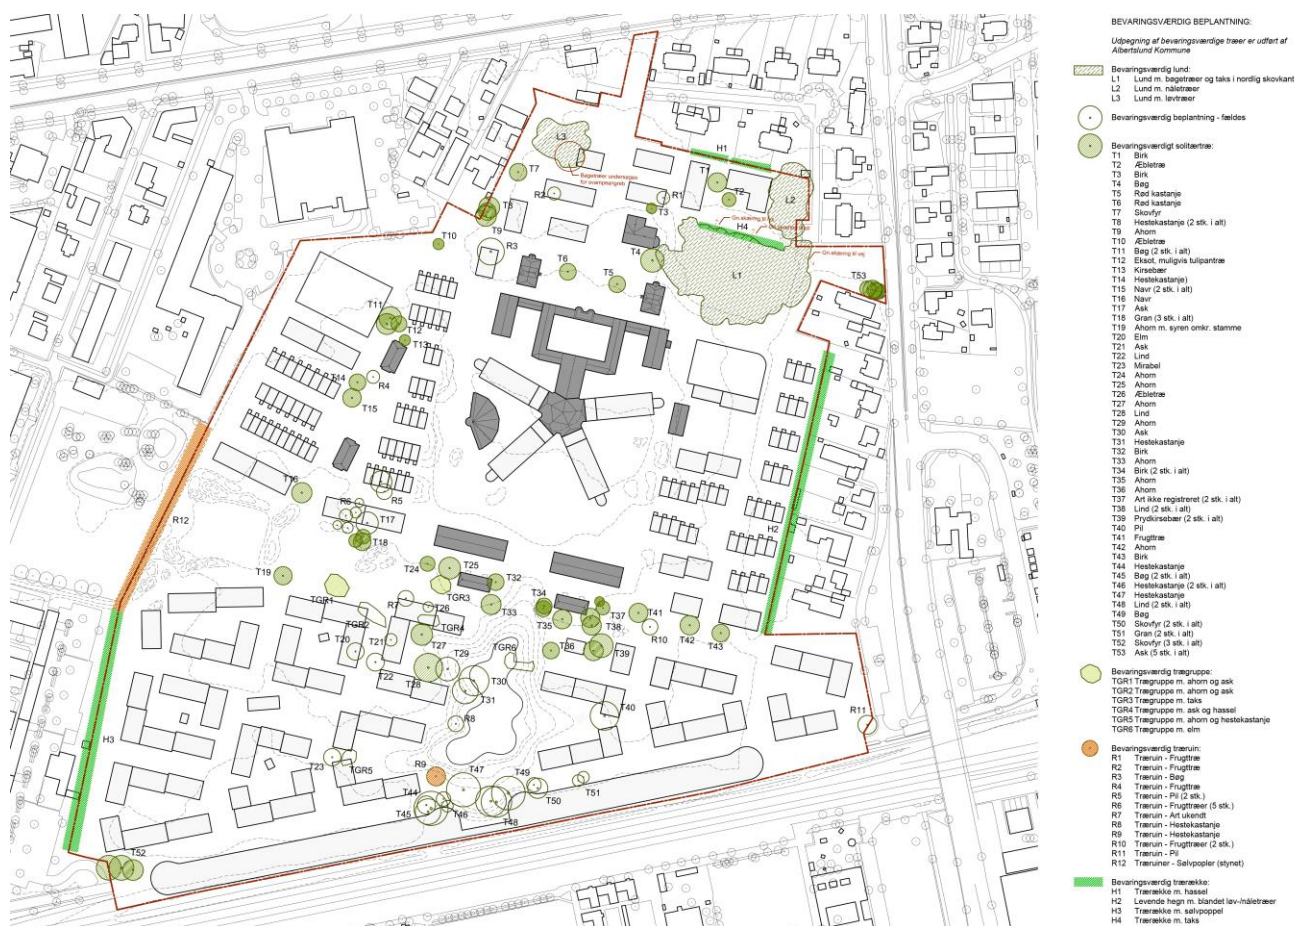 BEVARINGSVÆRDIG BEPLANTNING:
Udpegning af bevaringsværdige træer er udført af
Albertslund Kommune
Bevaringsværdig lund:
L1 Lund m. bøgetræer og taks i nordlig skovkant
L2 Lund m. nåletræer
L3 Lund m. løvtræer
Bevaringsværdig beplantning - fældes
Bevaringsværdigt solitærtræ:
T1 Birk
T2 Æbletræ
T3 Birk
T4 Bøg
T5 Rød kastanje
T6 Rød kastanje
T7 Skovfyr
T8 Hestekastanje (2 stk. i alt)
T9 Ahorn
T10 Æbletræ
T11 Bøg (2 stk. i alt)
T12 Eksot, muligvis tulipantræ
T13 Kirsebær
T14 Hestekastanje)
T15 Navr (2 stk. i alt)
T16 Navr
T17 Ask
T18 Gran (3 stk. i alt)
T19 Ahorn m. syren omkr. stamme
T20 Elm
T21 Ask
T22 Lind
T23 Mirabel
T24 Ahorn
T25 Ahorn
T26 Æbletræ
T27 Ahorn
T28 Lind
T29 Ahorn
T30 Ask
T31 Hestekastanje
T32 Birk
T33 Ahorn
T34 Birk (2 stk. i alt)
T35 Ahorn
T36 Ahorn
T37 Art ikke registreret (2 stk. i alt)
T38 Lind (2 stk. i alt)
T39 Prydkirsebær (2 stk. i alt)
T40 Pil
T41 Frugttræ
T42 Ahorn
T43 Birk
T44 Hestekastanje
T45 Bøg (2 stk. i alt)
T46 Hestekastanje (2 stk. i alt)
T47 Hestekastanje
T48 Lind (2 stk. i alt)
T49 Bøg
T50 Skovfyr (2 stk. i alt)
T51 Gran (2 stk. i alt)
T52 Skovfyr (3 stk. i alt)
T53 Ask (5 stk. i alt)
Bevaringsværdig trægruppe:
TGR1 Trægruppe m. ahorn og ask
TGR2 Trægruppe m. ahorn og ask
TGR3 Trægruppe m. taks
TGR4 Trægruppe m. ask og hassel
TGR5 Trægruppe m. ahorn og hestekastanje
TGR6 Trægruppe m. elm
Bevaringsværdig træruin:
R1 Træruin - Frugttræ
R2 Træruin - Frugttræ
R3 Træruin - Bøg
R4 Træruin - Frugttræ
R5 Træruin - Pil (2 stk.)
R6 Træruin - Frugttræer (5 stk.)
R7 Træruin - Art ukendt
R8 Træruin - Hestekastanje
R9 Træruin - Hestekastanje
R10 Træruin - Frugttræer (2 stk.)
R11 Træruin - Pil
R12 Træruiner - Sølvpopler (stynet)
Bevaringsværdig trærække:
H1 Trærække m. hassel
H2 Levende hegn m. blandet løv-/nåletræer
H3 Trærække m. sølvpoppel
H4 Trærække m. taks
L3
Bøgetræer undersøges
for svampeangreb
H1
T7
R2
T1
R1
T2
L2
T8
T3
H4
T9
T10
R3
T4
T6
T5
L1
T53
T11
T12
T13
T14
R4
T15
T16
R5
R6
T17
T18
R12
H2
T19
T24
T25
T32
TGR1
TGR3
R7
T26
T33
T34
T37
T41
TGR2
TGR4
T35
T38
R10
T42
T43
T20
T21
T27
TGR6
T36
T39
T22
T28
T29
T30
T31
R8
T40
R11
H3
T23
TGR5
R9
T47
T49
T44
T50
T51
T45
T46
T48
T52